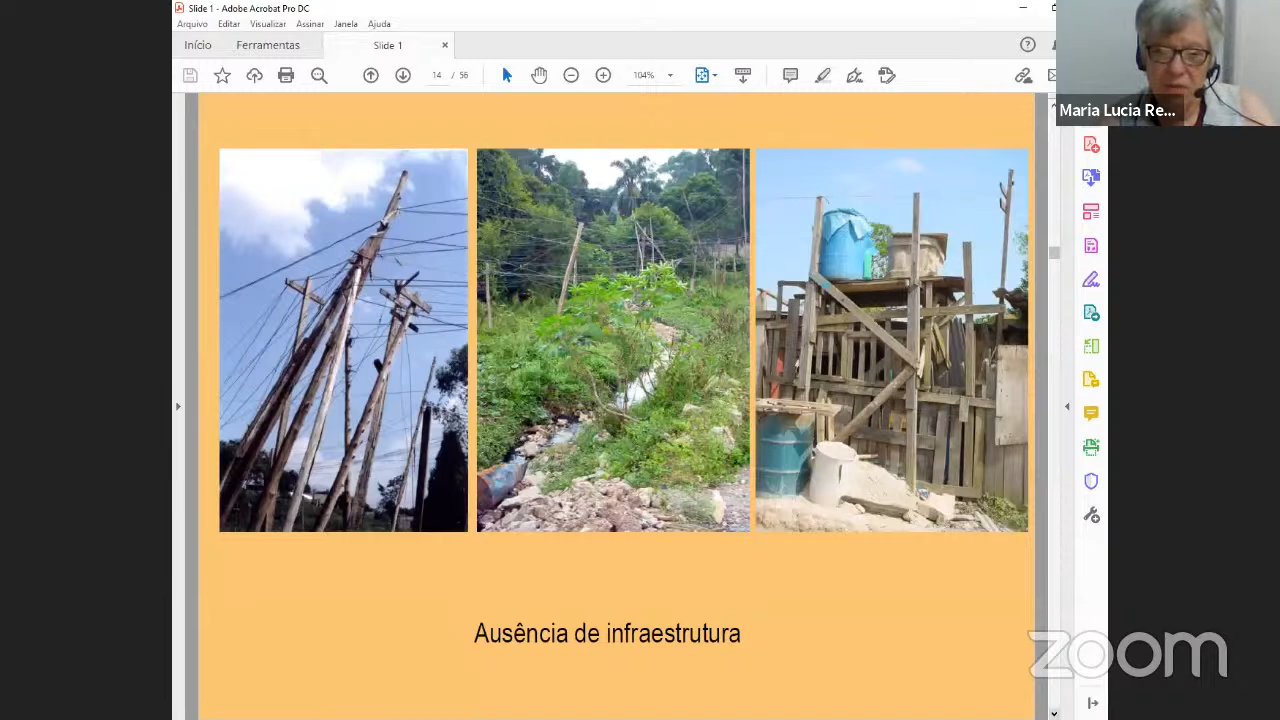 Slide 1 - Adobe Acrobat Pro DC
Arquivo Editar Visualizar Assinar Janela Ajuda
Início Ferramentas Slide 1
14 / 56 104%
Maria Lucia Re...
Ausência de infraestrutura
zoom